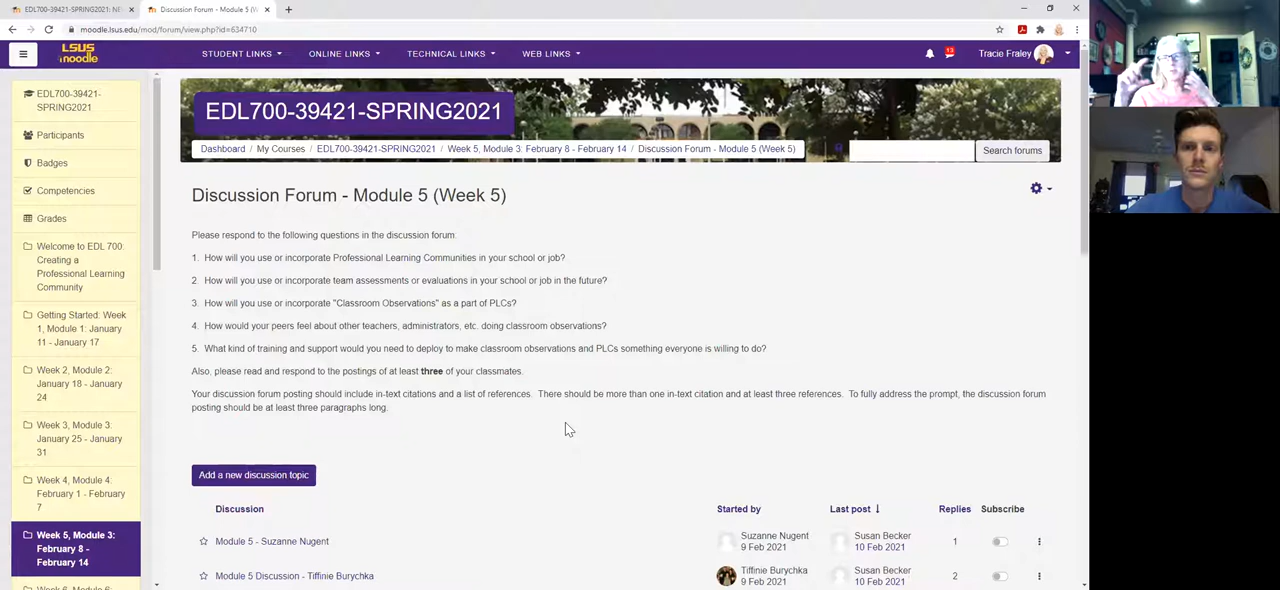 EDL700-39421-SPRING2021: NE
Discussion Forum - Module 5 (W
moodle.lsus.edu/mod/forum/view.php?id=634710
LSUS
moodle
STUDENT LINKS
ONLINE LINKS
TECHNICAL LINKS
WEB LINKS
13
Tracie Fraley
EDL700-39421-
SPRING2021
Participants
Badges
Competencies
Grades
Welcome to EDL 700:
Creating a
Professional Learning
Community
Getting Started: Week
1, Module 1: January
11 - January 17
Week 2, Module 2:
January 18 - January
24
Week 3, Module 3:
January 25 - January
31
Week 4, Module 4:
February 1 - February
7
Week 5, Module 3:
February 8 -
February 14
EDL700-39421-SPRING2021
Dashboard / My Courses / EDL700-39421-SPRING2021 / Week 5, Module 3: February 8 - February 14 / Discussion Forum - Module 5 (Week 5)
Search forums
Discussion Forum - Module 5 (Week 5)
Please respond to the following questions in the discussion forum.
1. How will you use or incorporate Professional Learning Communities in your school or job?
2. How will you use or incorporate team assessments or evaluations in your school or job in the future?
3. How will you use or incorporate "Classroom Observations" as a part of PLCs?
4. How would your peers feel about other teachers, administrators, etc. doing classroom observations?
5. What kind of training and support would you need to deploy to make classroom observations and PLCs something everyone is willing to do?
Also, please read and respond to the postings of at least three of your classmates.
Your discussion forum posting should include in-text citations and a list of references. There should be more than one in-text citation and at least three references. To fully address the prompt, the discussion forum
posting should be at least three paragraphs long.
Add a new discussion topic
Discussion Started by Last post Replies Subscribe
Module 5 - Suzanne Nugent
Suzanne Nugent
9 Feb 2021
Susan Becker
10 Feb 2021
1
Module 5 Discussion - Tiffinie Burychka
Tiffinie Burychka
9 Feb 2021
Susan Becker
10 Feb 2021
2